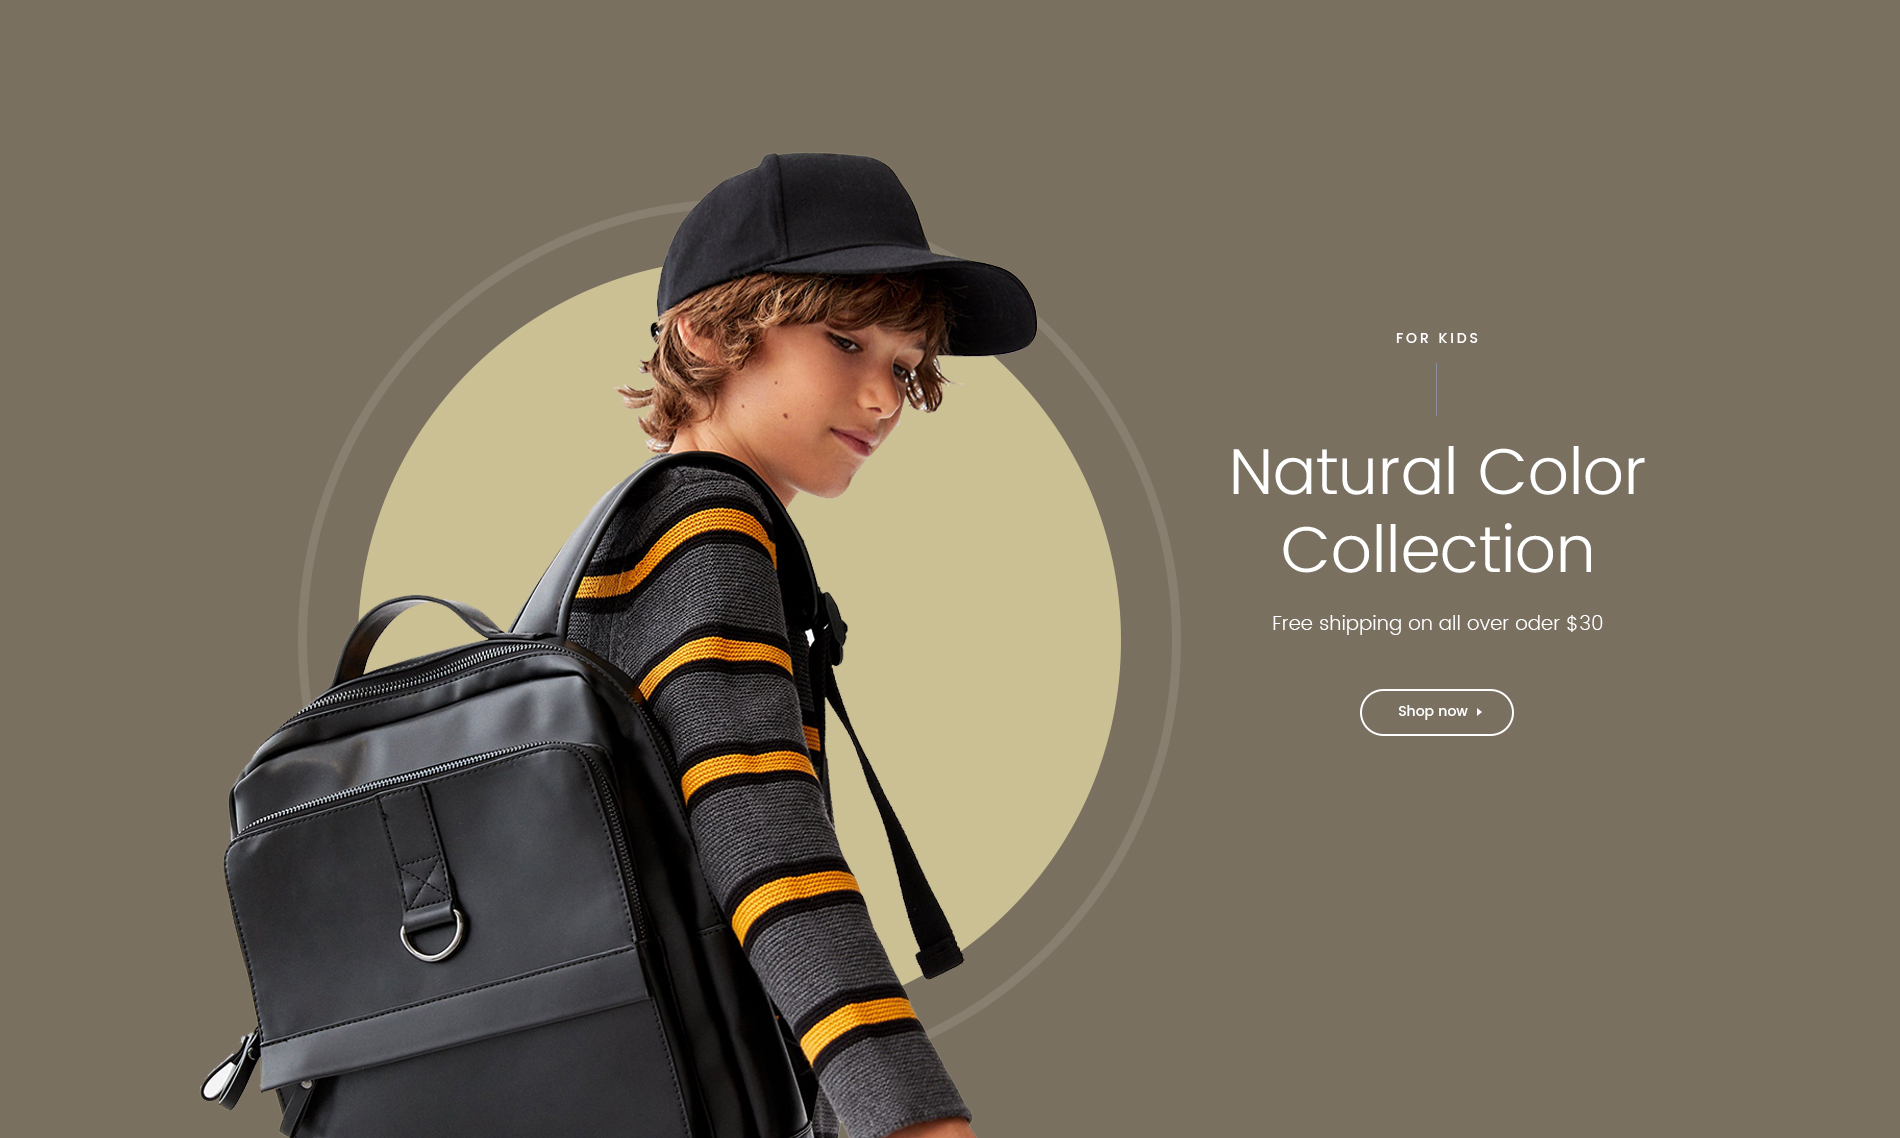 FOR KIDS
Natural Color
Collection
Free shipping on all over oder $30
Shop now